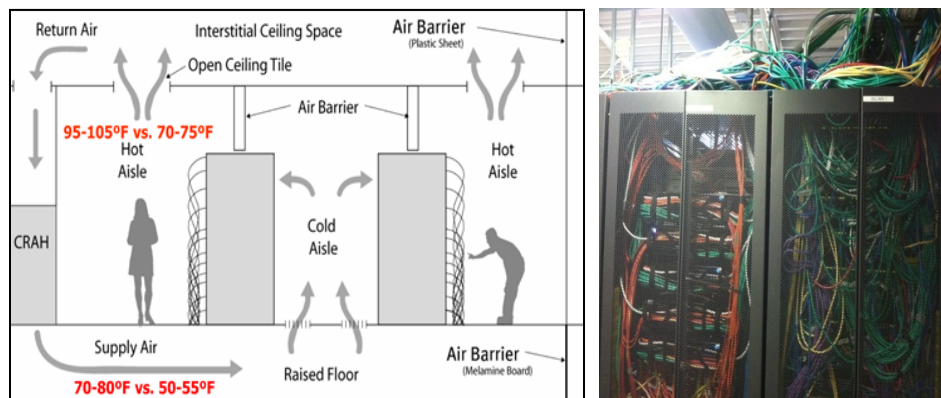 Return Air
Interstitial Ceiling Space
Air Barrier
(Plastic Sheet)
Open Ceiling Tile
Air Barrier
95-105ºF vs. 70-75ºF
Hot
Aisle
Hot
Aisle
Cold
Aisle
CRAH
Supply Air
Raised Floor
Air Barrier
(Melamine Board)
70-80ºF vs. 50-55ºF